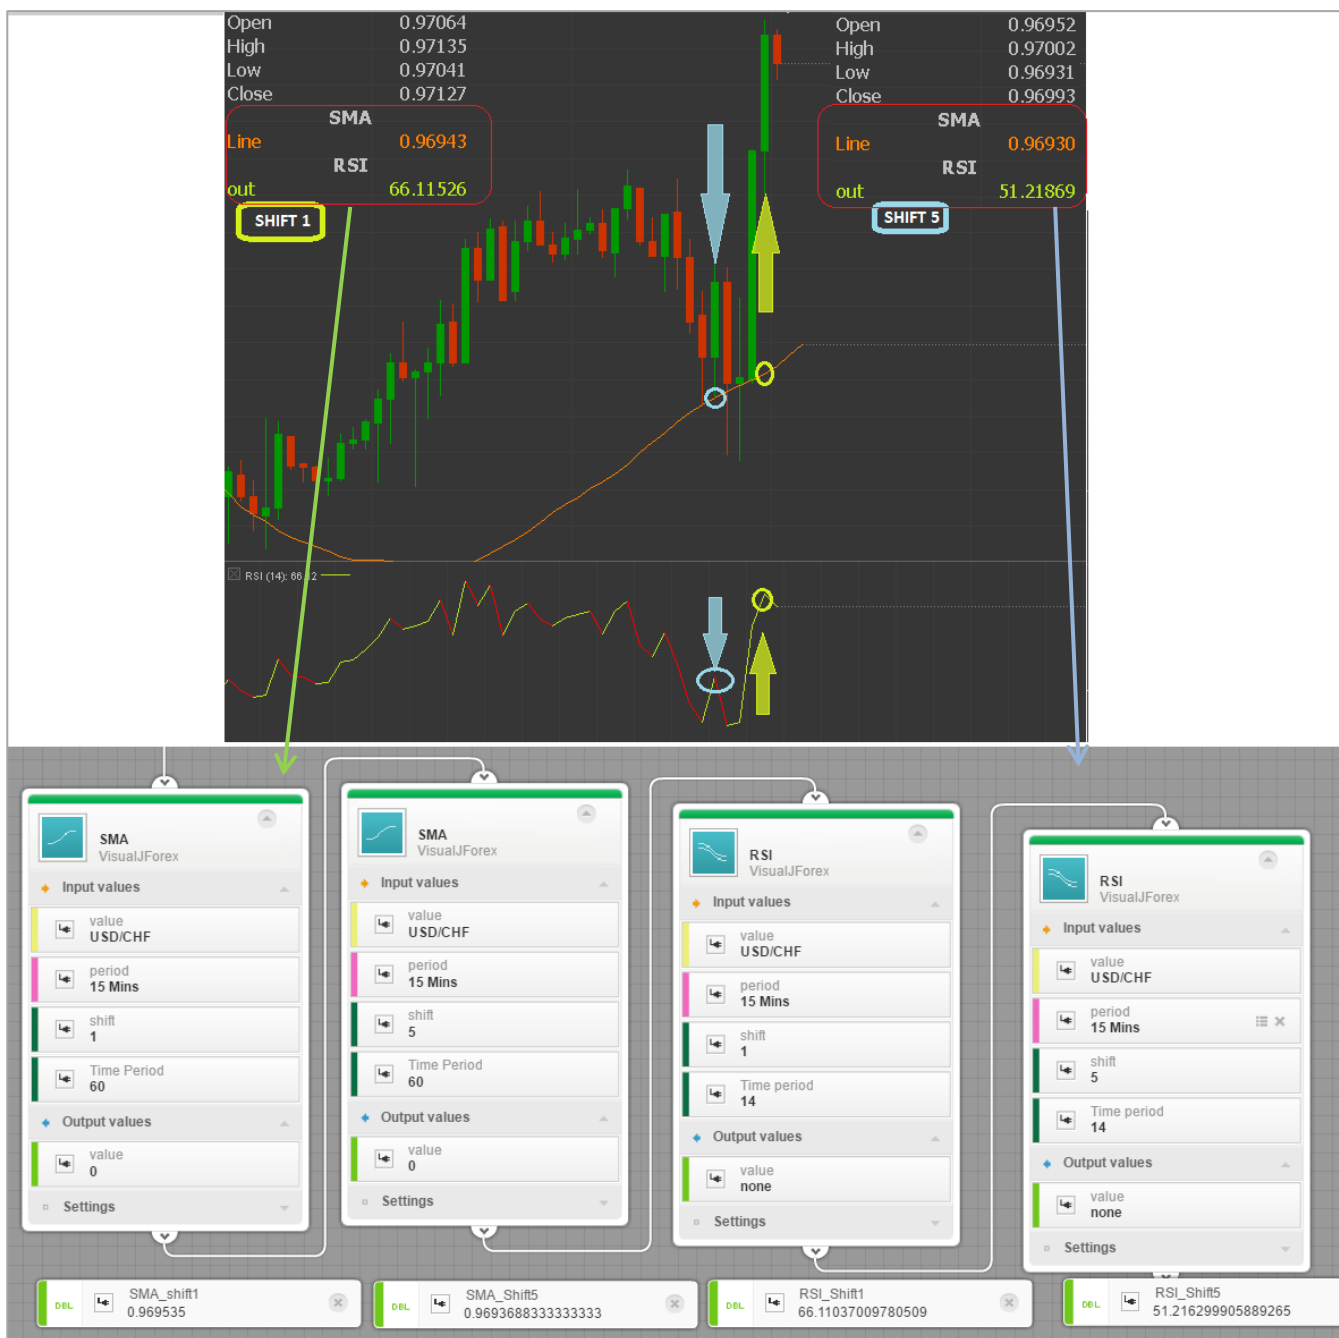 Open 0.97064
High 0.97135
Low 0.97041
Close 0.97127
SMA
Line 0.96943
RSI
out 66.11526
SHIFT 1
Open 0.96952
High 0.97002
Low 0.96931
Close 0.96993
SMA
Line 0.96930
RSI
out 51.21869
SHIFT 5
RSI (14): 66.12
SMA
VisualJForex
Input values
value
USD/CHF
period
15 Mins
shift
1
Time Period
60
Output values
value
0
Settings
SMA
VisualJForex
Input values
value
USD/CHF
period
15 Mins
shift
5
Time Period
60
Output values
value
0
Settings
RSI
VisualJForex
Input values
value
USD/CHF
period
15 Mins
shift
1
Time period
14
Output values
value
none
Settings
RSI
VisualJForex
Input values
value
USD/CHF
period
15 Mins
shift
5
Time period
14
Output values
value
none
Settings
DBL
SMA_shift1
0.969535
DBL
SMA_Shift5
0.9693688333333333
DBL
RSI_Shift1
66.11037009780509
DBL
RSI_Shift5
51.216299905889265